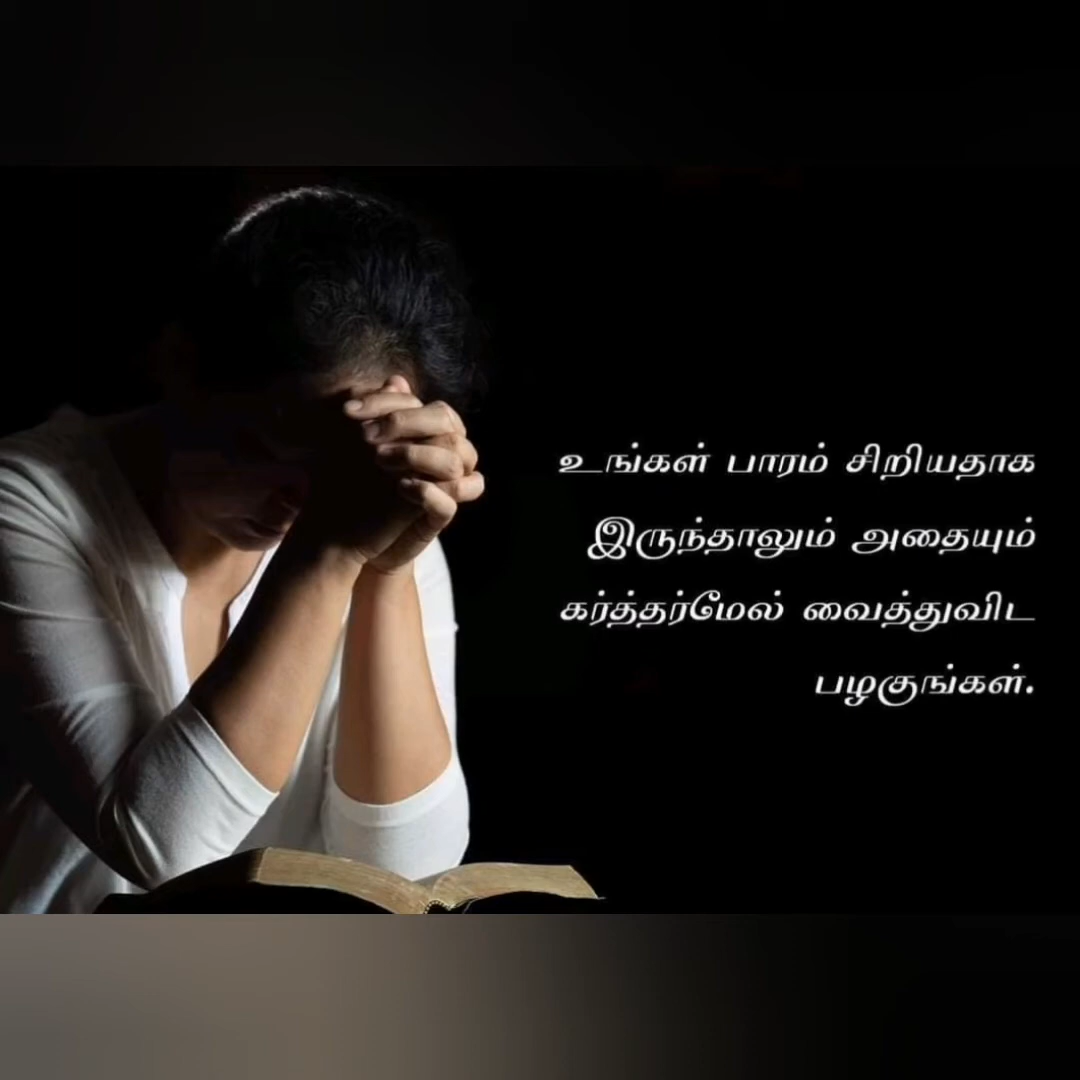 உங்கள் பாரம் சிறியதாக
இருந்தாலும் அதையும்
கர்த்தர்மேல் வைத்துவிட
பழகுங்கள்.